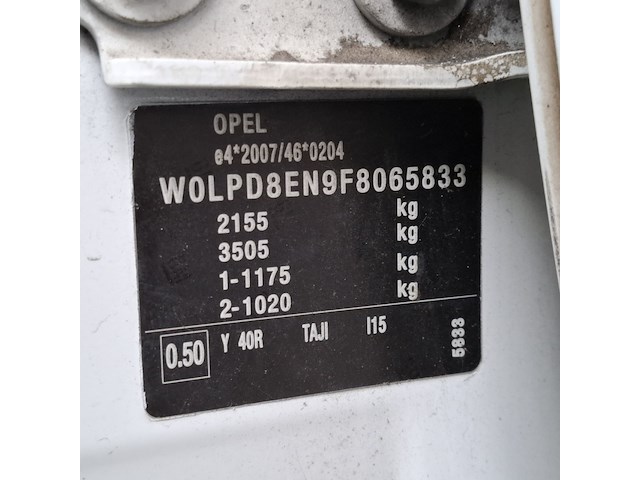 OPEL
e4*2007/46*0204
W0LPD8EN9F8065833
2155 kg
3505 kg
1-1175 kg
2-1020 kg
0.50 Y 40R TAJI I15
5833